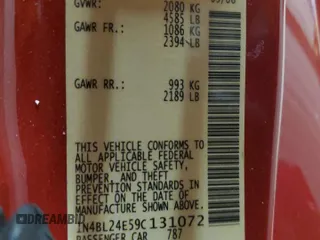 GVWR: 2080 KG
4585 LB
GAWR FR.: 1086 KG
2394 LB
GAWR RR.: 993 KG
2189 LB
THIS VEHICLE CONFORMS TO
ALL APPLICABLE FEDERAL
MOTOR VEHICLE SAFETY,
BUMPER, AND THEFT
PREVENTION STANDARDS IN
EFFECT ON THE DATE OF
MANUFACTURE SHOWN ABOVE.
1N4BL24E59C131072
PASSENGER CAR 787
DREAMBID